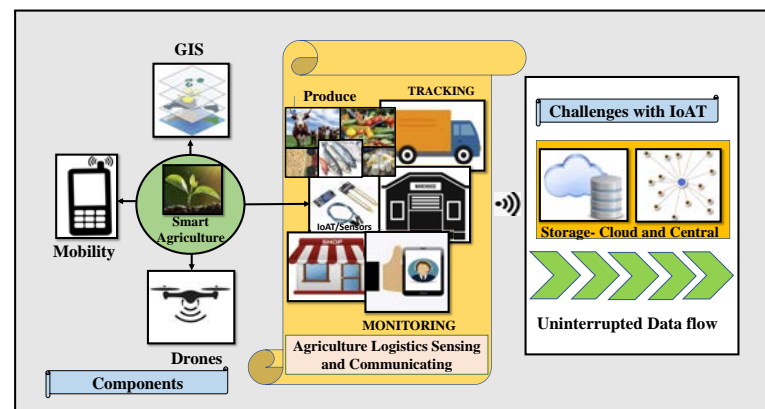 GIS
Mobility
Smart
Agriculture
Drones
Components
Produce
TRACKING
WAREHOUSE
IoAT/Sensors
SHOP
MONITORING
Agriculture Logistics Sensing
and Communicating
Challenges with IoAT
Storage- Cloud and Central
Uninterrupted Data flow